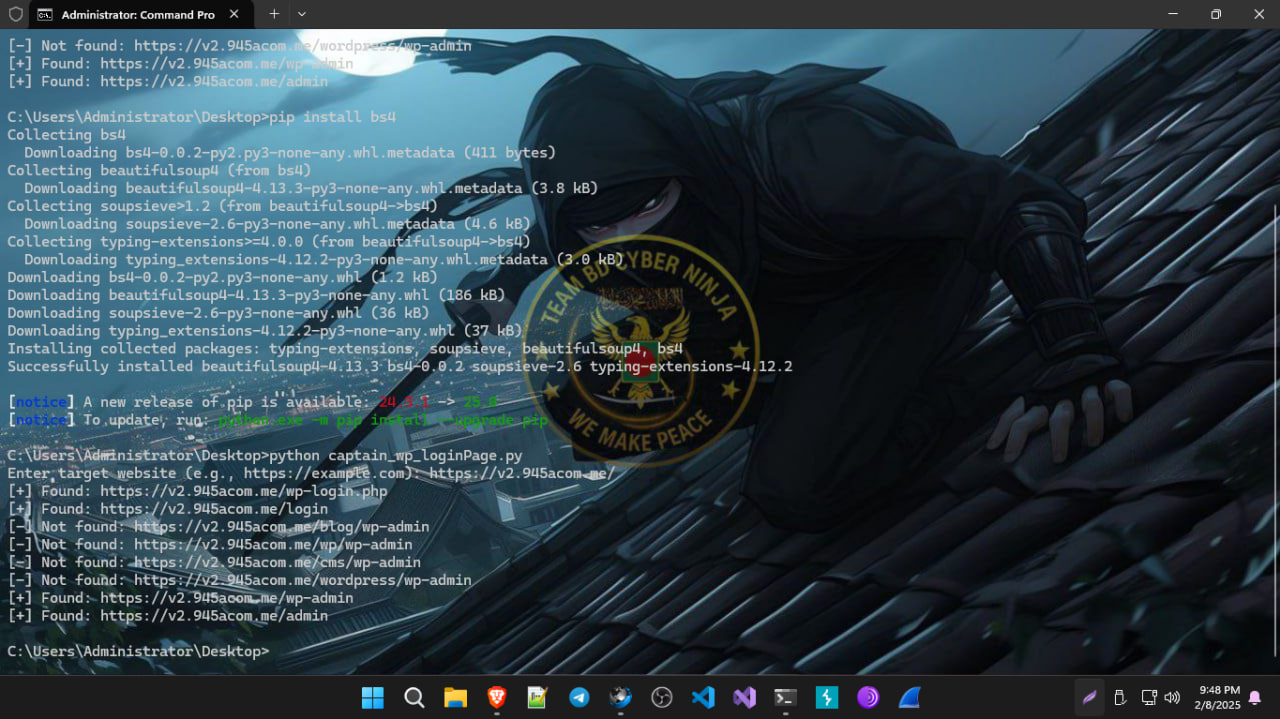 Administrator: Command Pro
[-] Not found: https://v2.945acom.me/wordpress/wp-admin
[+] Found: https://v2.945acom.me/wp-admin
[+] Found: https://v2.945acom.me/admin
C:\Users\Administrator\Desktop>pip install bs4
Collecting bs4
Downloading bs4-0.0.2-py2.py3-none-any.whl.metadata (411 bytes)
Collecting beautifulsoup4 (from bs4)
Downloading beautifulsoup4-4.13.3-py3-none-any.whl.metadata (3.8 kB)
Collecting soupsieve>1.2 (from beautifulsoup4->bs4)
Downloading soupsieve-2.6-py3-none-any.whl.metadata (4.6 kB)
Collecting typing-extensions>=4.0.0 (from beautifulsoup4->bs4)
Downloading typing_extensions-4.12.2-py3-none-any.whl.metadata (3.0 kB)
Downloading bs4-0.0.2-py2.py3-none-any.whl (1.2 kB)
Downloading beautifulsoup4-4.13.3-py3-none-any.whl (186 kB)
Downloading soupsieve-2.6-py3-none-any.whl (36 kB)
Downloading typing_extensions-4.12.2-py3-none-any.whl (37 kB)
Installing collected packages: typing-extensions, soupsieve, beautifulsoup4, bs4
Successfully installed beautifulsoup4-4.13.3 bs4-0.0.2 soupsieve-2.6 typing-extensions-4.12.2
[notice] A new release of pip is available: 24.3.1 -> 25.0
[notice] To update, run: python.exe -m pip install --upgrade pip
C:\Users\Administrator\Desktop>python captain_wp_loginPage.py
Enter target website (e.g., https://example.com): https://v2.945acom.me/
[+] Found: https://v2.945acom.me/wp-login.php
[+] Found: https://v2.945acom.me/login
[-] Not found: https://v2.945acom.me/blog/wp-admin
[-] Not found: https://v2.945acom.me/wp/wp-admin
[-] Not found: https://v2.945acom.me/cms/wp-admin
[-] Not found: https://v2.945acom.me/wordpress/wp-admin
[+] Found: https://v2.945acom.me/wp-admin
[+] Found: https://v2.945acom.me/admin
C:\Users\Administrator\Desktop>
TEAM BD CYBER NINJA
WE MAKE PEACE
9:48 PM
2/8/2025